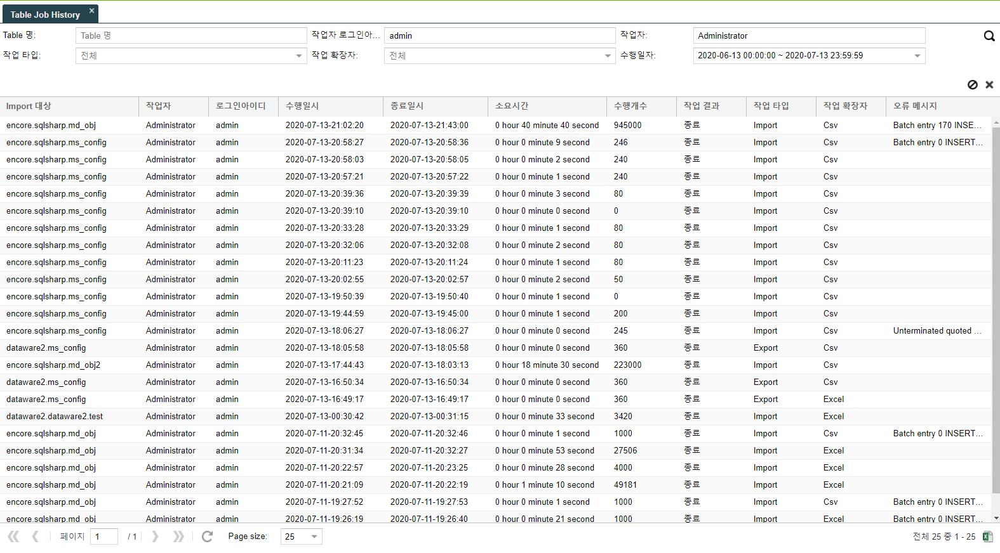 Table Job History ×
Table 명: Table 명 작업자 로그인아... admin 작업자: Administrator
작업 타입: 전체 작업 확장자: 전체 수행일자: 2020-06-13 00:00:00 ~ 2020-07-13 23:59:59
Import 대상 작업자 로그인아이디 수행일시 종료일시 소요시간 수행개수 작업 결과 작업 타입 작업 확장자 오류 메시지
encore.sqlsharp.md_obj Administrator admin 2020-07-13-21:02:20 2020-07-13-21:43:00 0 hour 40 minute 40 second 945000 종료 Import Csv Batch entry 170 INSE...
encore.sqlsharp.ms_config Administrator admin 2020-07-13-20:58:27 2020-07-13-20:58:36 0 hour 0 minute 9 second 246 종료 Import Csv Batch entry 0 INSERT...
encore.sqlsharp.ms_config Administrator admin 2020-07-13-20:58:03 2020-07-13-20:58:05 0 hour 0 minute 2 second 240 종료 Import Csv
encore.sqlsharp.ms_config Administrator admin 2020-07-13-20:57:21 2020-07-13-20:57:22 0 hour 0 minute 1 second 240 종료 Import Csv
encore.sqlsharp.ms_config Administrator admin 2020-07-13-20:39:36 2020-07-13-20:39:39 0 hour 0 minute 3 second 80 종료 Import Csv
encore.sqlsharp.ms_config Administrator admin 2020-07-13-20:39:10 2020-07-13-20:39:10 0 hour 0 minute 0 second 0 종료 Import Csv
encore.sqlsharp.ms_config Administrator admin 2020-07-13-20:33:28 2020-07-13-20:33:29 0 hour 0 minute 1 second 80 종료 Import Csv
encore.sqlsharp.ms_config Administrator admin 2020-07-13-20:32:06 2020-07-13-20:32:08 0 hour 0 minute 2 second 80 종료 Import Csv
encore.sqlsharp.ms_config Administrator admin 2020-07-13-20:11:23 2020-07-13-20:11:24 0 hour 0 minute 1 second 80 종료 Import Csv
encore.sqlsharp.ms_config Administrator admin 2020-07-13-20:02:55 2020-07-13-20:02:57 0 hour 0 minute 2 second 50 종료 Import Csv
encore.sqlsharp.ms_config Administrator admin 2020-07-13-19:50:39 2020-07-13-19:50:40 0 hour 0 minute 1 second 0 종료 Import Csv
encore.sqlsharp.ms_config Administrator admin 2020-07-13-19:44:59 2020-07-13-19:45:00 0 hour 0 minute 1 second 200 종료 Import Csv
encore.sqlsharp.ms_config Administrator admin 2020-07-13-18:06:27 2020-07-13-18:06:27 0 hour 0 minute 0 second 245 종료 Import Csv Unterminated quoted ...
dataware2.ms_config Administrator admin 2020-07-13-18:05:58 2020-07-13-18:05:58 0 hour 0 minute 0 second 360 종료 Export Csv
encore.sqlsharp.md_obj2 Administrator admin 2020-07-13-17:44:43 2020-07-13-18:03:13 0 hour 18 minute 30 second 223000 종료 Import Csv
dataware2.ms_config Administrator admin 2020-07-13-16:50:34 2020-07-13-16:50:34 0 hour 0 minute 0 second 360 종료 Export Csv
dataware2.ms_config Administrator admin 2020-07-13-16:49:17 2020-07-13-16:49:17 0 hour 0 minute 0 second 360 종료 Export Excel
dataware2.dataware2.test Administrator admin 2020-07-13-00:30:42 2020-07-13-00:31:15 0 hour 0 minute 33 second 3420 종료 Import Excel
encore.sqlsharp.md_obj Administrator admin 2020-07-11-20:32:45 2020-07-11-20:32:46 0 hour 0 minute 1 second 1000 종료 Import Csv Batch entry 0 INSERT...
encore.sqlsharp.md_obj Administrator admin 2020-07-11-20:31:34 2020-07-11-20:32:27 0 hour 0 minute 53 second 27506 종료 Import Excel
encore.sqlsharp.md_obj Administrator admin 2020-07-11-20:22:57 2020-07-11-20:23:25 0 hour 0 minute 28 second 4000 종료 Import Excel
encore.sqlsharp.md_obj Administrator admin 2020-07-11-20:21:09 2020-07-11-20:22:19 0 hour 1 minute 10 second 49181 종료 Import Excel
encore.sqlsharp.md_obj Administrator admin 2020-07-11-19:27:52 2020-07-11-19:27:53 0 hour 0 minute 1 second 1000 종료 Import Csv Batch entry 0 INSERT...
encore.sqlsharp.md_obj Administrator admin 2020-07-11-19:26:19 2020-07-11-19:26:40 0 hour 0 minute 21 second 1000 종료 Import Excel Batch entry 0 INSERT...
페이지 1 / 1 Page size: 25 전체 25 중 1 - 25